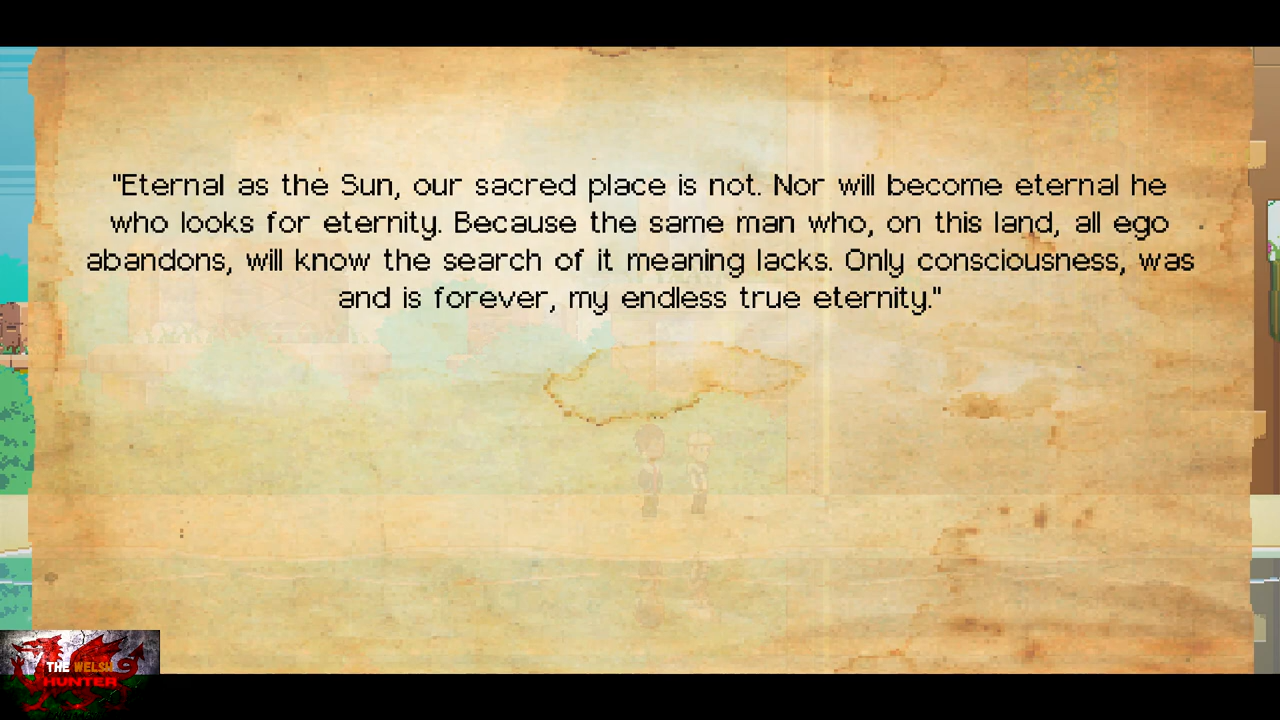 "Eternal as the Sun, our sacred place is not. Nor will become eternal he
who looks for eternity. Because the same man who, on this land, all ego
abandons, will know the search of it meaning lacks. Only consciousness, was
and is forever, my endless true eternity."
THE WELSH
HUNTER